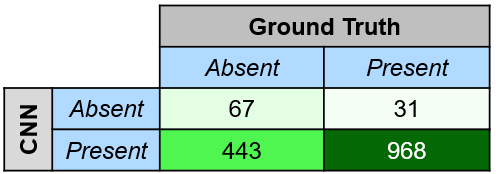 Ground Truth
Absent Present
CNN
Absent 67 31
Present 443 968